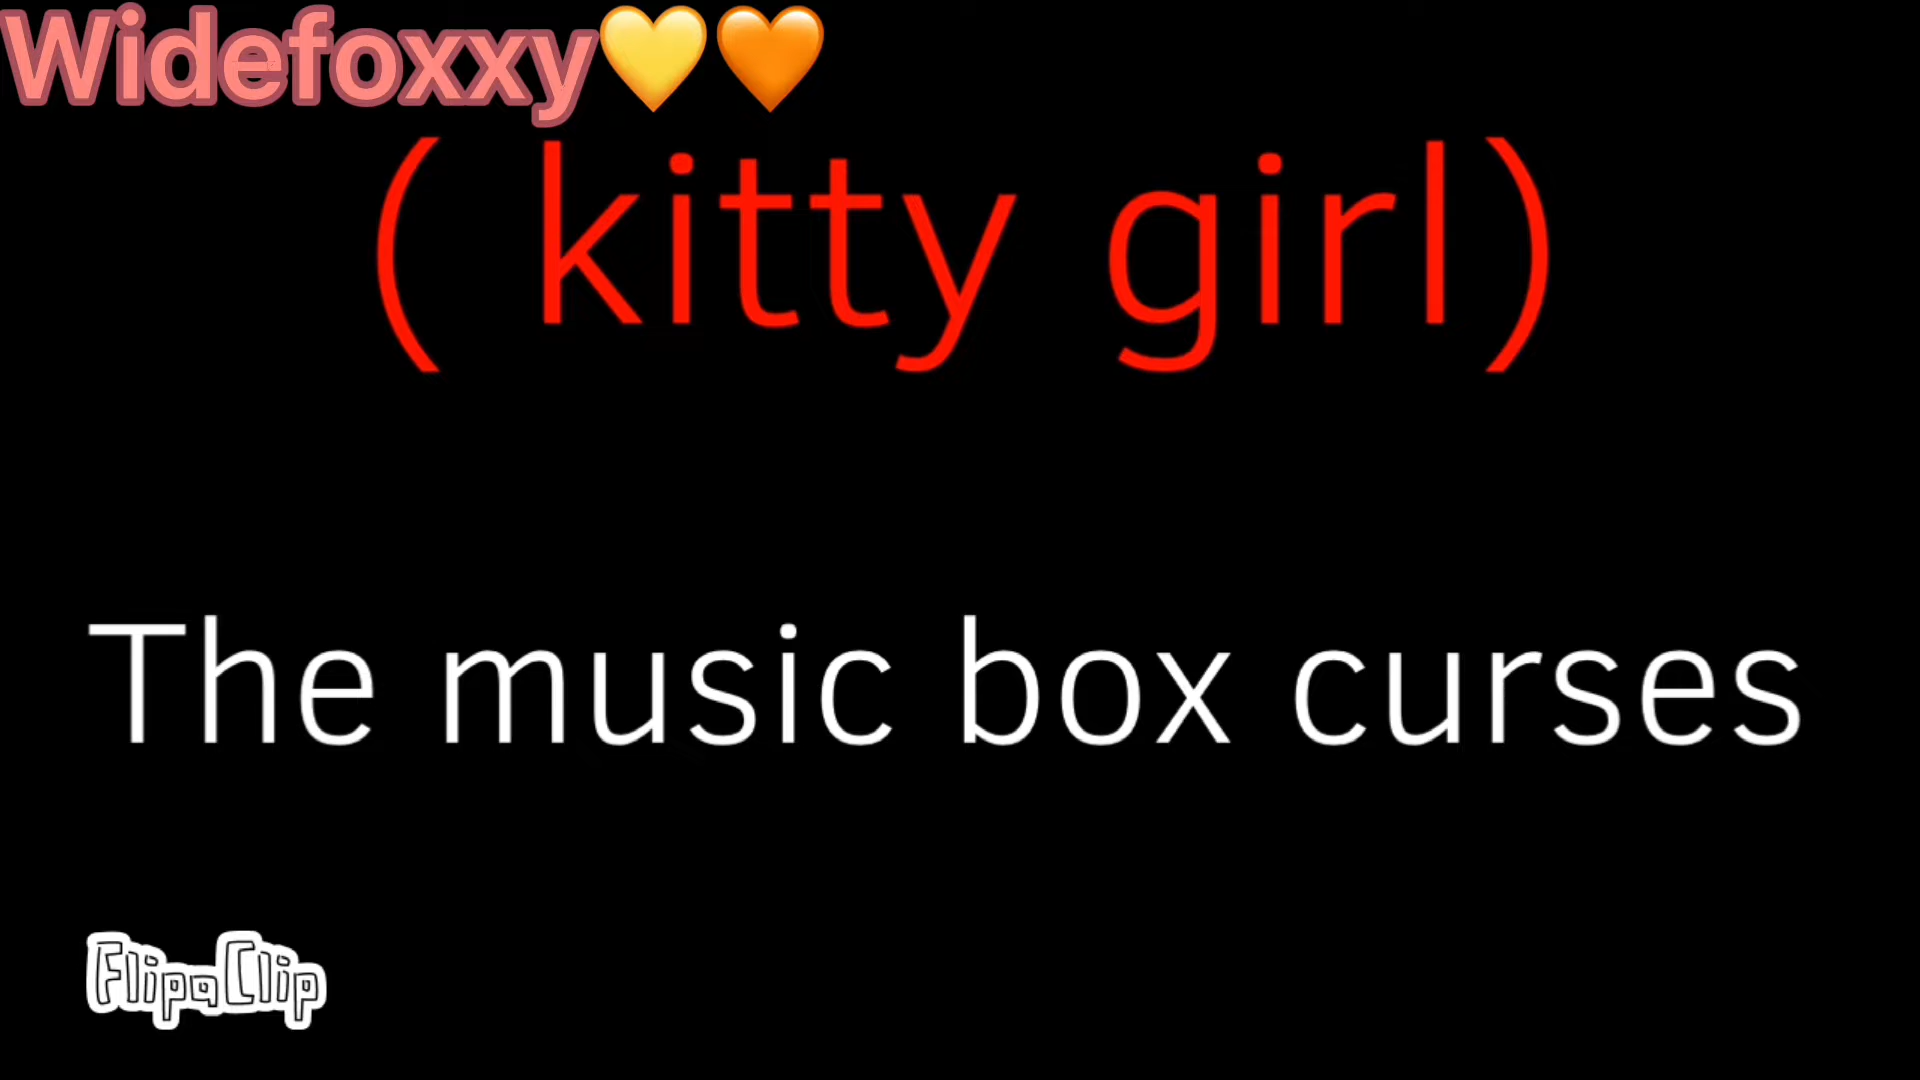 Widefoxxy💛🧡
( kitty girl)
The music box curses
FlipaClip